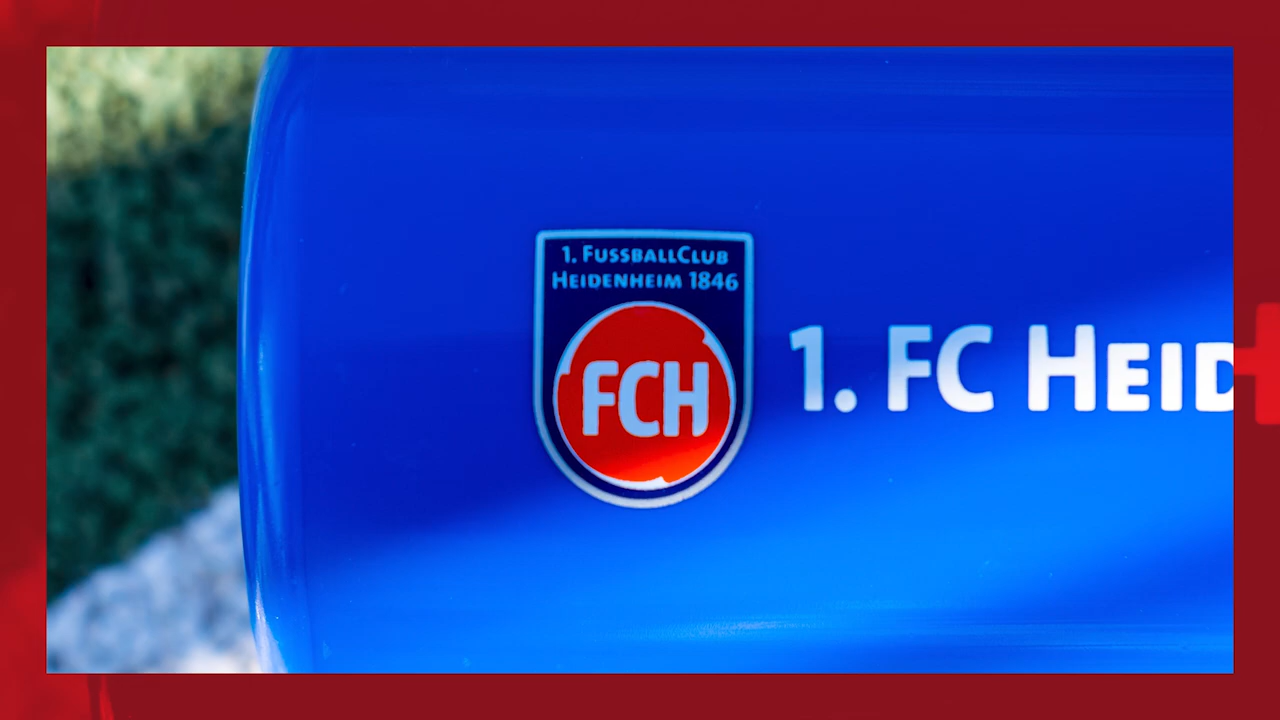 1. FUSSBALLCLUB
HEIDENHEIM 1846
FCH
1. FC HEID